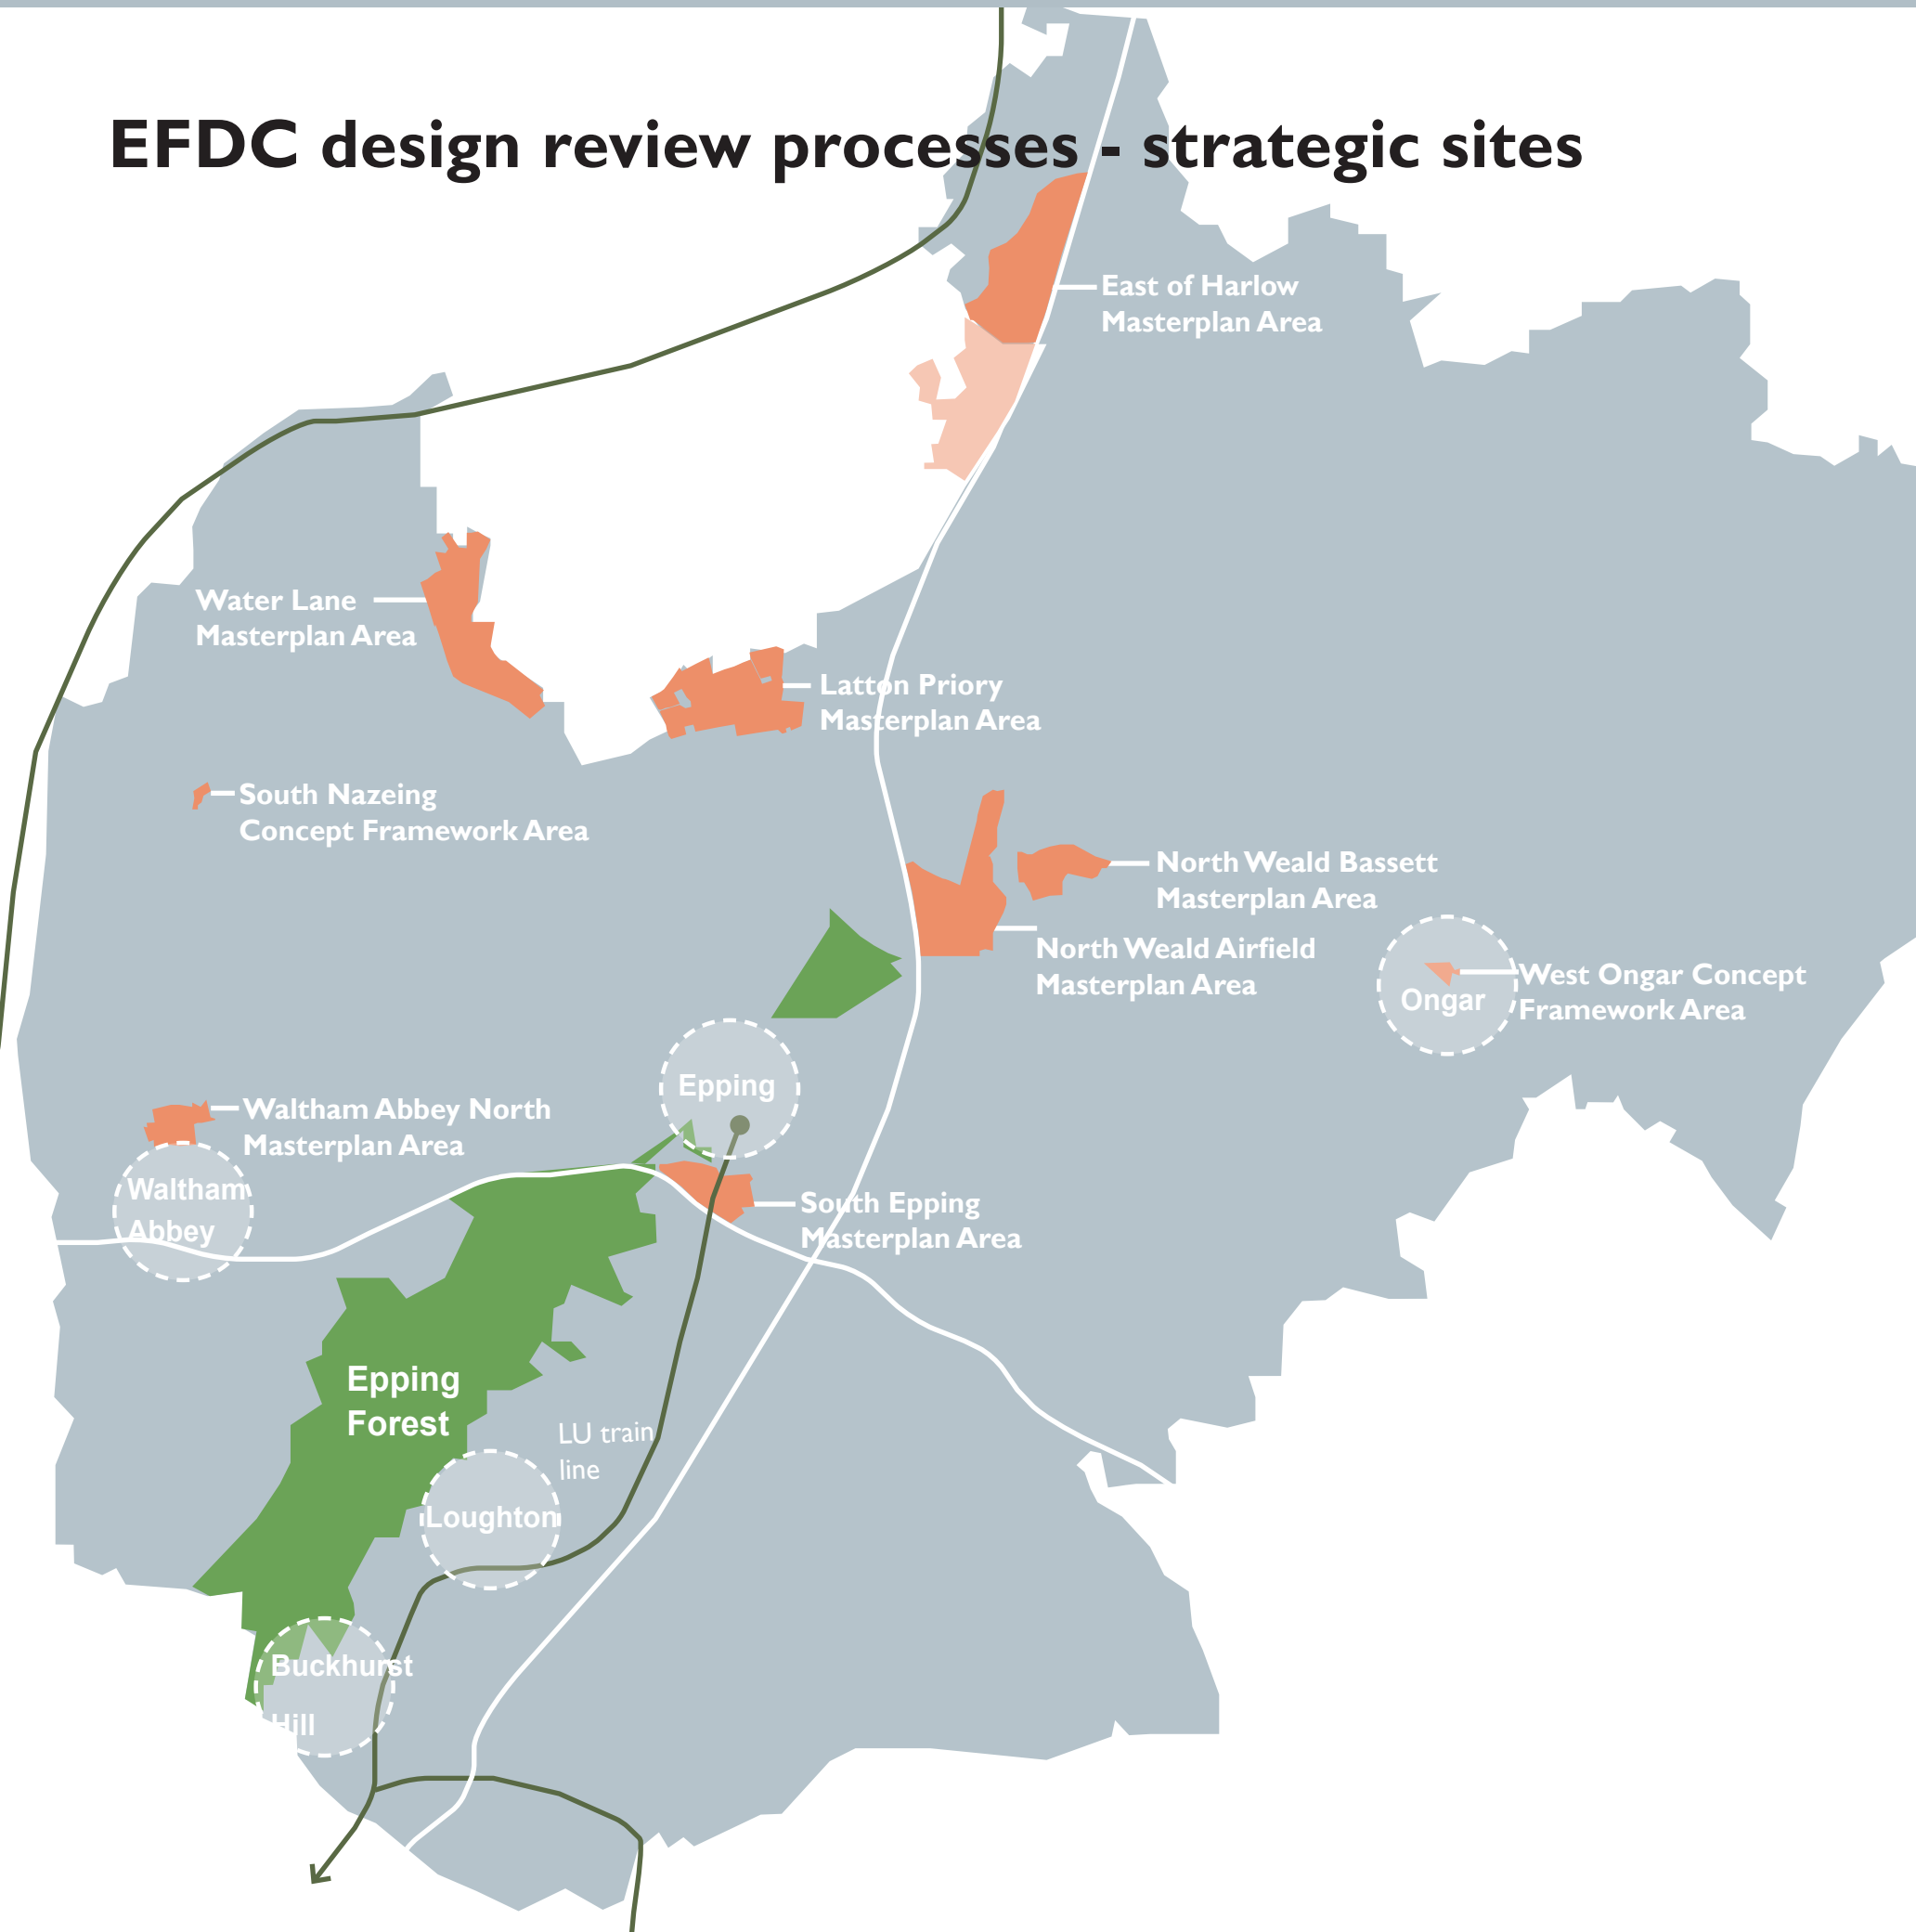 EFDC design review processes - strategic sites
East of Harlow
Masterplan Area
Water Lane
Masterplan Area
Latton Priory
Masterplan Area
South Nazeing
Concept Framework Area
North Weald Bassett
Masterplan Area
North Weald Airfield
Masterplan Area
West Ongar Concept
Framework Area
Ongar
Epping
Waltham Abbey North
Masterplan Area
Waltham
Abbey
South Epping
Masterplan Area
Epping
Forest
LU train
line
Loughton
Buckhurst
Hill